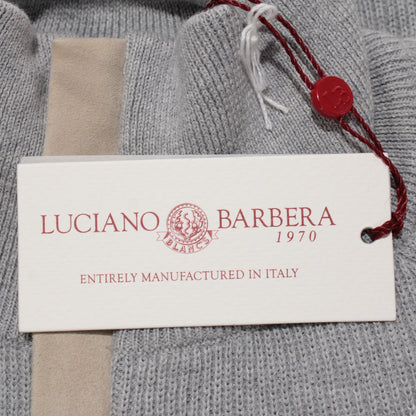 LUCIANO BARBERA
1970
ENTIRELY MANUFACTURED IN ITALY